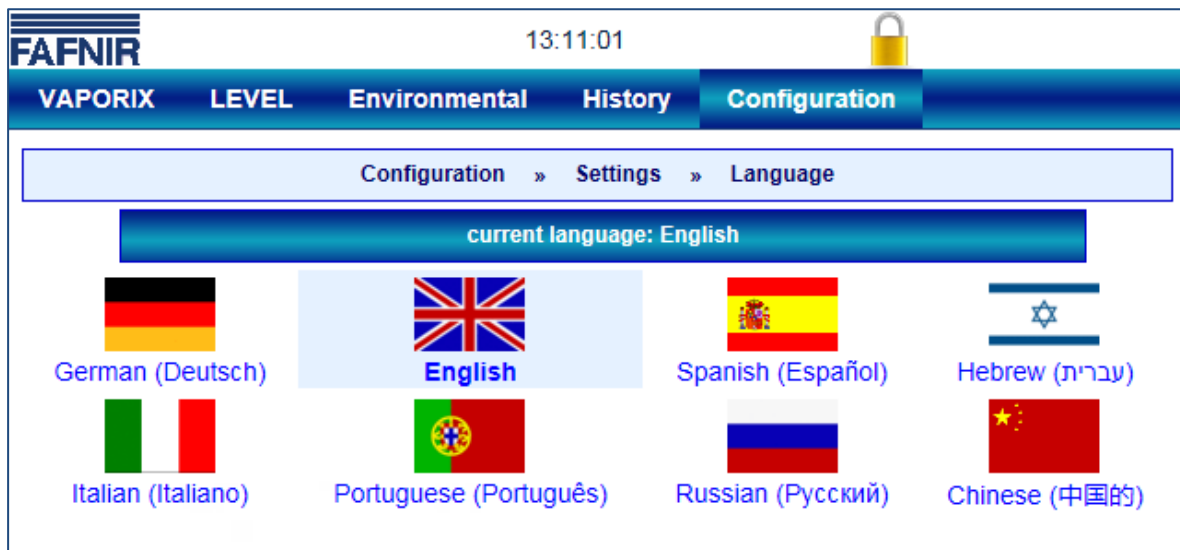 FAFNIR 13:11:01
VAPORIX LEVEL Environmental History Configuration
Configuration » Settings » Language
current language: English
German (Deutsch) English Spanish (Español) Hebrew (עברית)
Italian (Italiano) Portuguese (Português) Russian (Русский) Chinese (中国的)